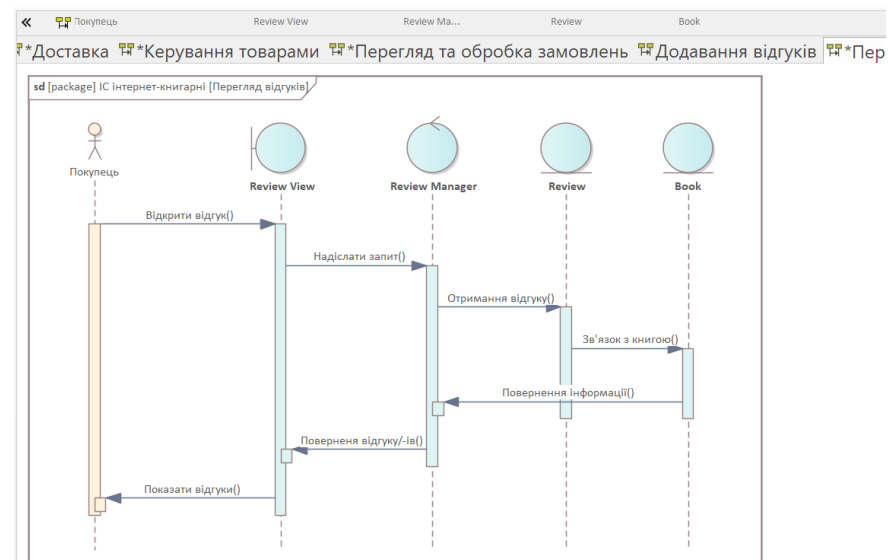 Покупець Review View Review Ma... Review Book
*Доставка *Керування товарами *Перегляд та обробка замовлень Додавання відгуків *Пер
sd [package] ІС інтернет-книгарні [Перегляд відгуків]
Покупець
Review View Review Manager Review Book
Відкрити відгук()
Надіслати запит()
Отримання відгуку()
Зв'язок з книгою()
Повернення інформації()
Поверненя відгуку/-ів()
Показати відгуки()